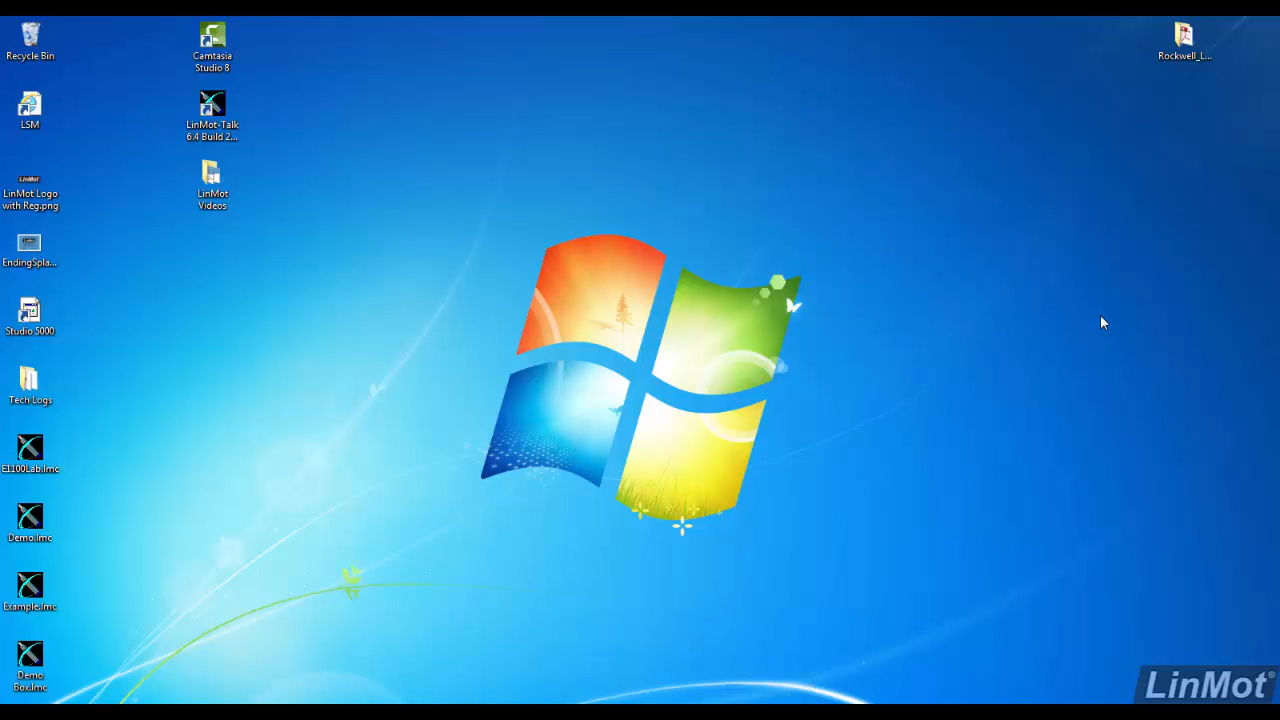 Recycle Bin
LSM
LinMot Logo
with Reg.png
EndingSpla...
Studio 5000
Tech Logs
E1100Lab.lmc
Demo.lmc
Example.lmc
Demo
Box.lmc
Camtasia
Studio 8
LinMot-Talk
6.4 Build 2...
LinMot
Videos
Rockwell_L...
LinMot®